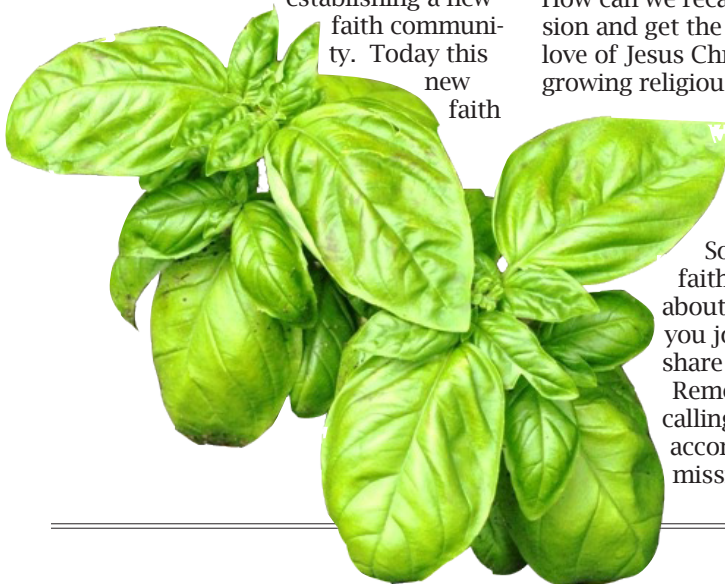 establishing a new
faith communi-
ty. Today this
new
faith
How can we reca
sion and get the
love of Jesus Chr
growing religiou
So
faith
about
you jo
share
Reme
calling
accor
miss